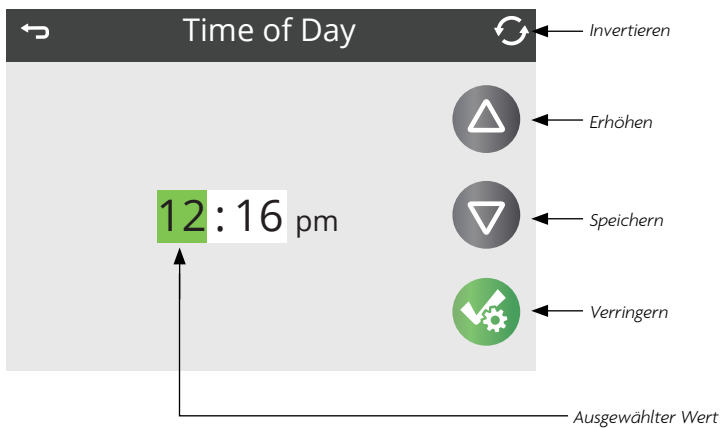 Time of Day
Invertieren
Erhöhen
12 : 16 pm
Speichern
Verringern
Ausgewählter Wert